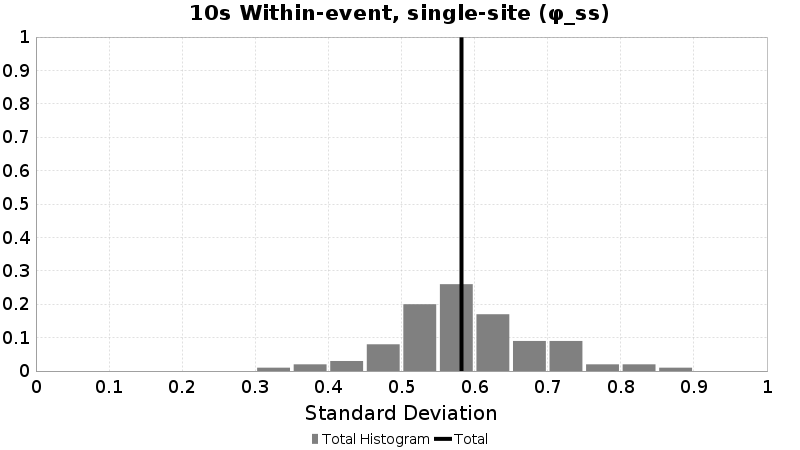 10s Within-event, single-site (φ_ss)
1
0.9
0.8
0.7
0.6
0.5
0.4
0.3
0.2
0.1
0
0 0.1 0.2 0.3 0.4 0.5 0.6 0.7 0.8 0.9 1
Standard Deviation
Total Histogram Total